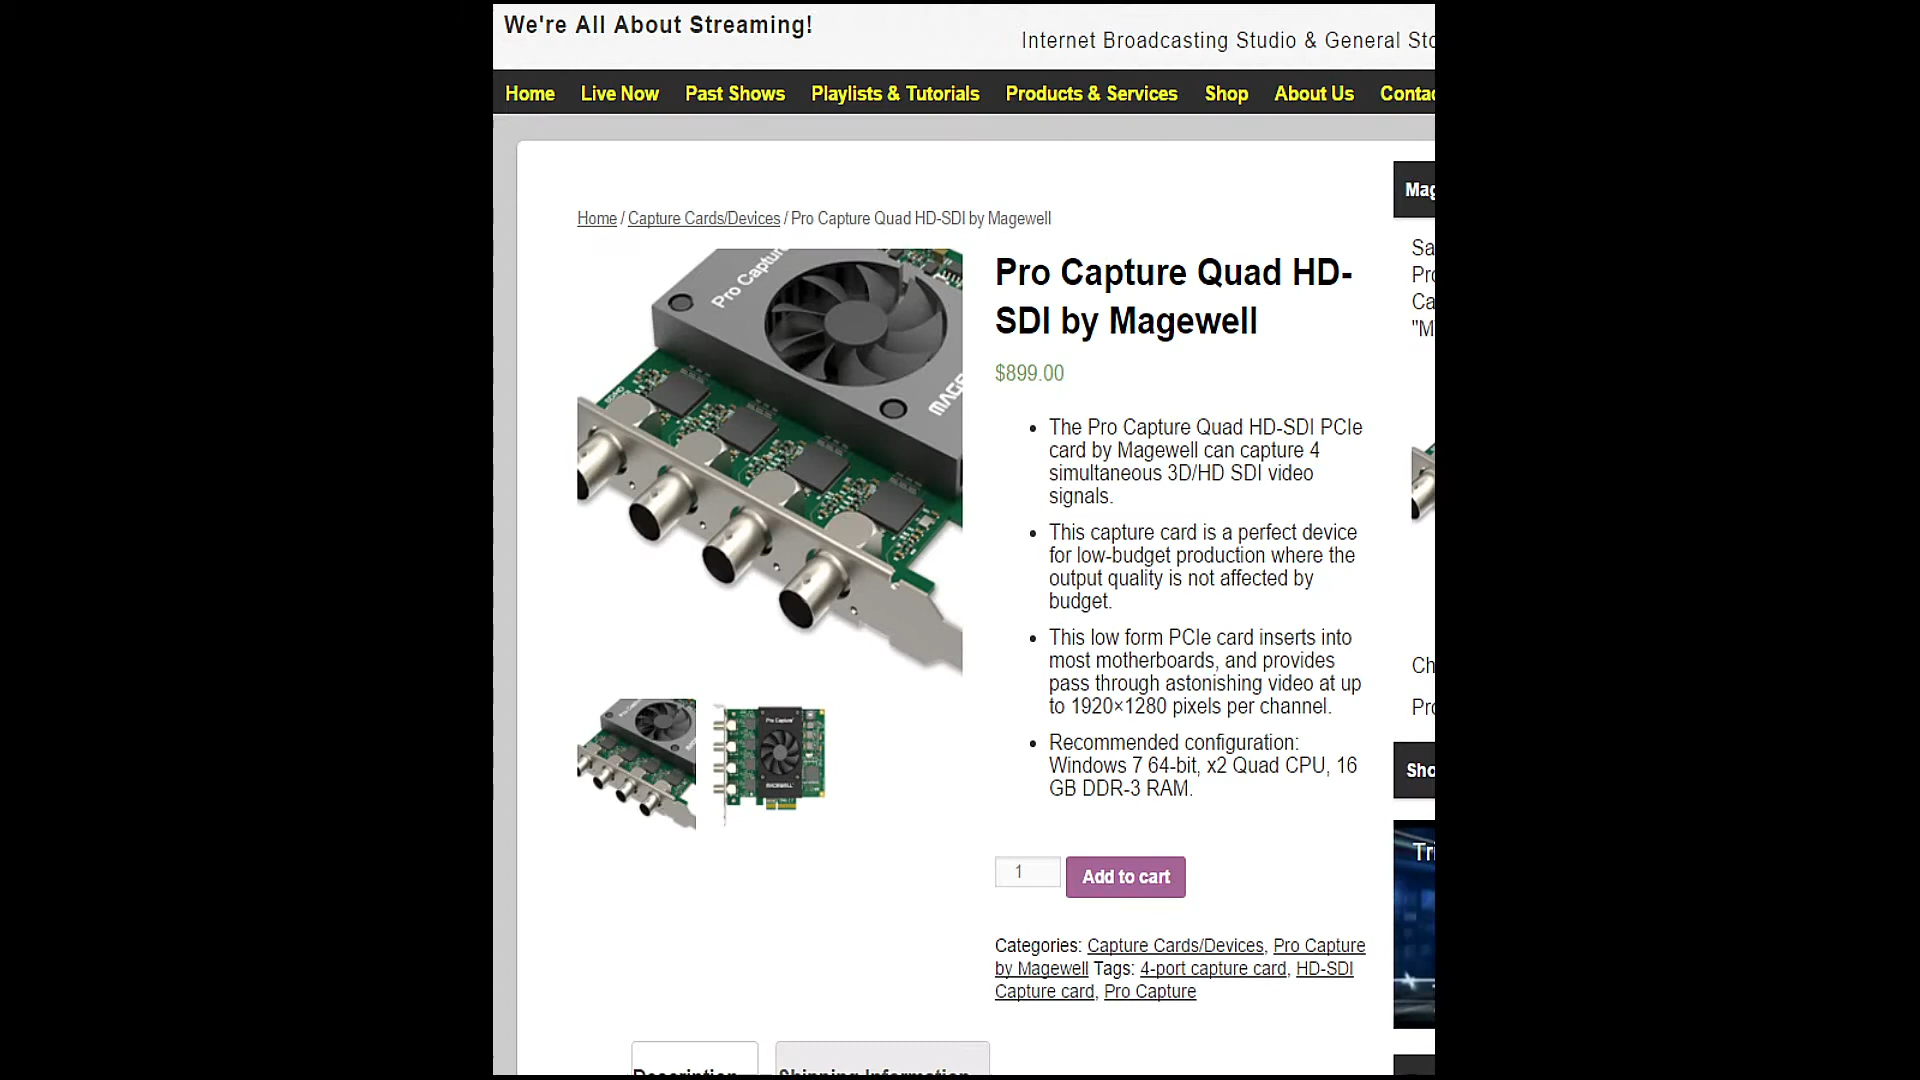 We're All About Streaming!
Internet Broadcasting Studio & General
Home Live Now Past Shows Playlists & Tutorials Products & Services Shop About Us
Home / Capture Cards/Devices / Pro Capture Quad HD-SDI by Magewell
Pro Capture
Pro Capture Quad HD-
SDI by Magewell
$899.00
The Pro Capture Quad HD-SDI PCIe
card by Magewell can capture 4
simultaneous 3D/HD SDI video
signals.
This capture card is a perfect device
for low-budget production where the
output quality is not affected by
budget.
This low form PCIe card inserts into
most motherboards, and provides
pass through astonishing video at up
to 1920×1280 pixels per channel.
Recommended configuration:
Windows 7 64-bit, x2 Quad CPU, 16
GB DDR-3 RAM.
Pro Capture
MAGEWELL
1 Add to cart
Categories: Capture Cards/Devices, Pro Capture
by Magewell Tags: 4-port capture card, HD-SDI
Capture card, Pro Capture
Description Shipping Information